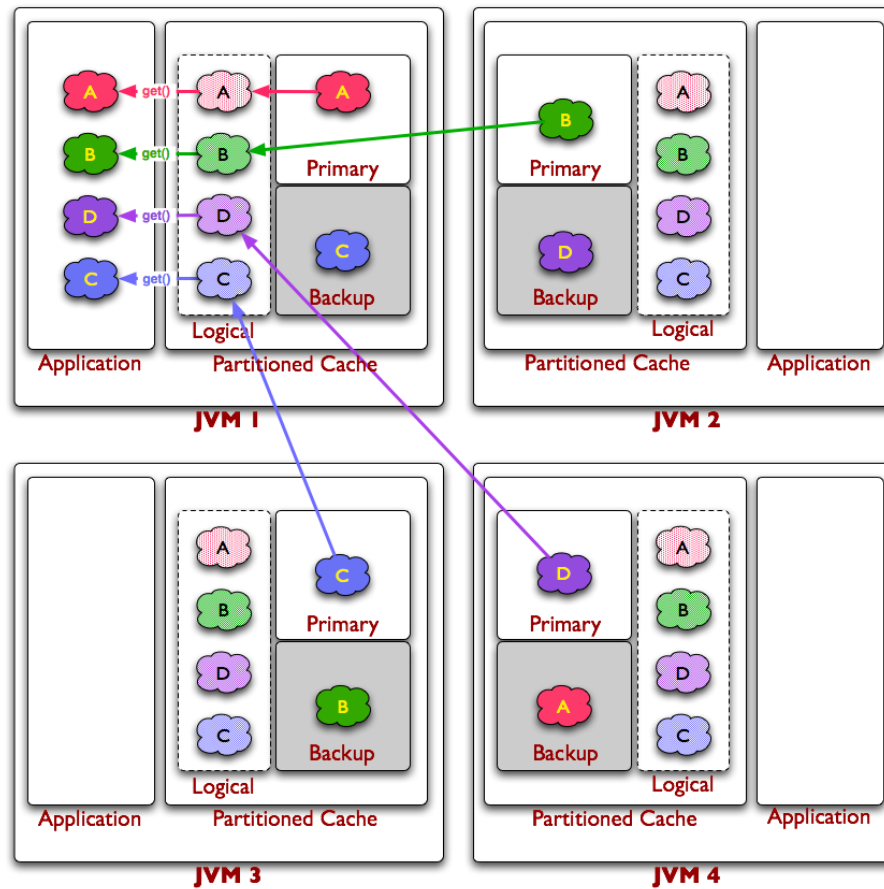 A get() A A
B get() B
Primary
D get() D
C get() C
C
Backup
Logical
Application
Partitioned Cache
JVM 1
B
Primary
D
Backup
A
B
D
C
Logical
Partitioned Cache
Application
JVM 2
A
B
D
C
Logical
C
Primary
B
Backup
Application
Partitioned Cache
JVM 3
D
Primary
A
Backup
A
B
D
C
Logical
Partitioned Cache
Application
JVM 4